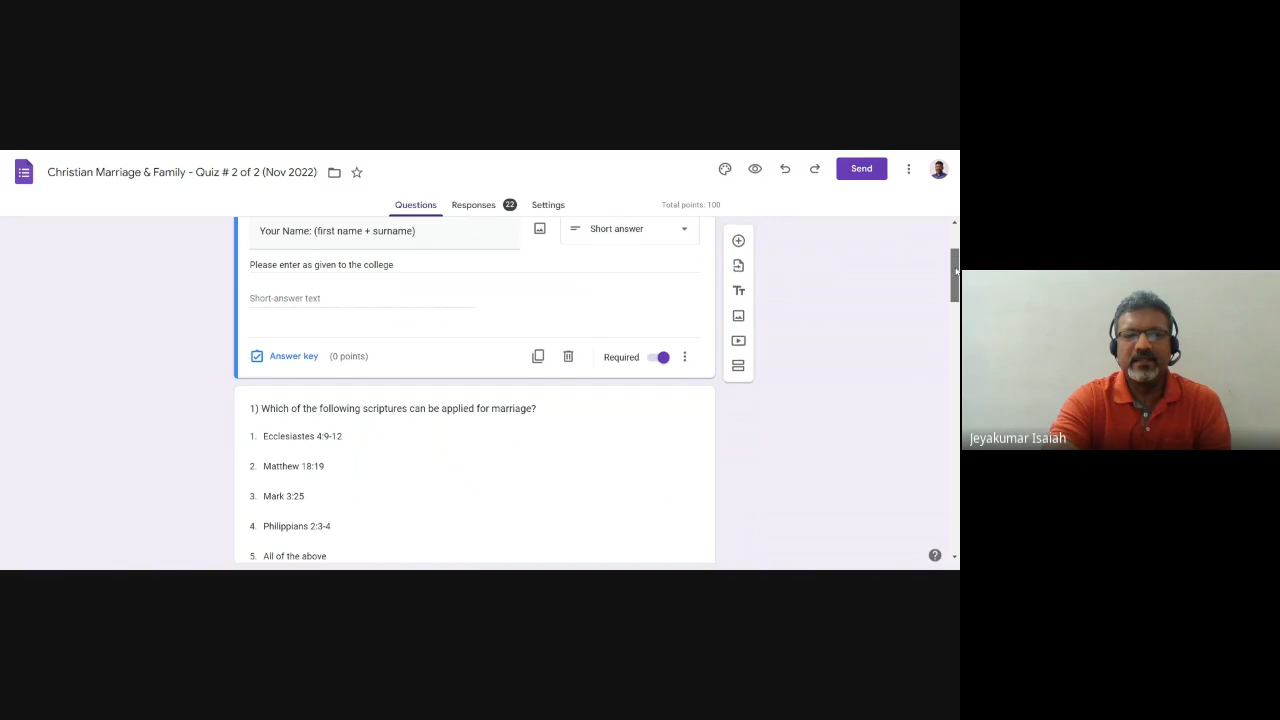 Christian Marriage & Family - Quiz # 2 of 2 (Nov 2022)
Send
Questions
Responses 22
Settings
Total points: 100
Your Name: (first name + surname)
Short answer
Please enter as given to the college
Short-answer text
Answer key (0 points)
Required
1) Which of the following scriptures can be applied for marriage?
1. Ecclesiastes 4:9-12
2. Matthew 18:19
3. Mark 3:25
4. Philippians 2:3-4
5. All of the above
Tt
Jeyakumar Isaiah